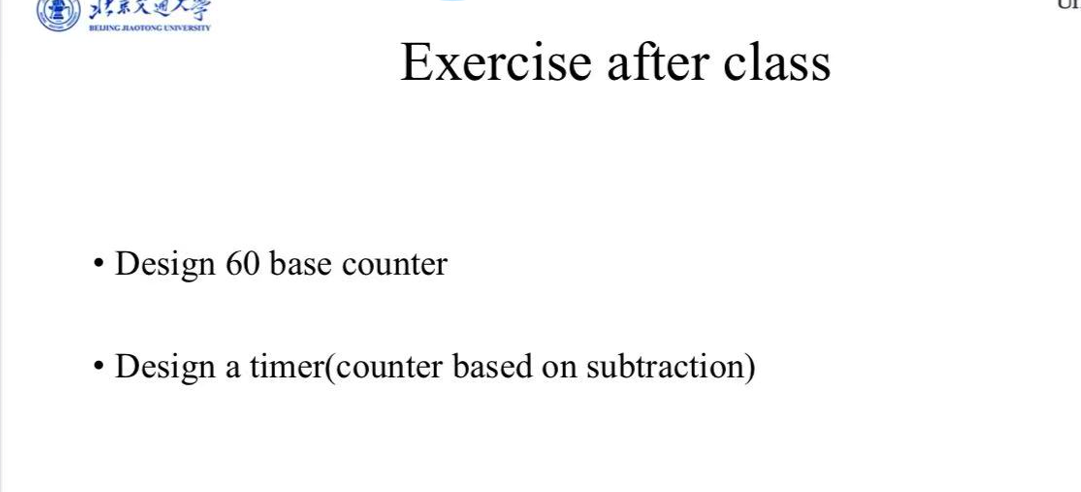 北京交通大学
BEIJING JIAOTONG UNIVERSITY
Exercise after class
• Design 60 base counter
• Design a timer(counter based on subtraction)